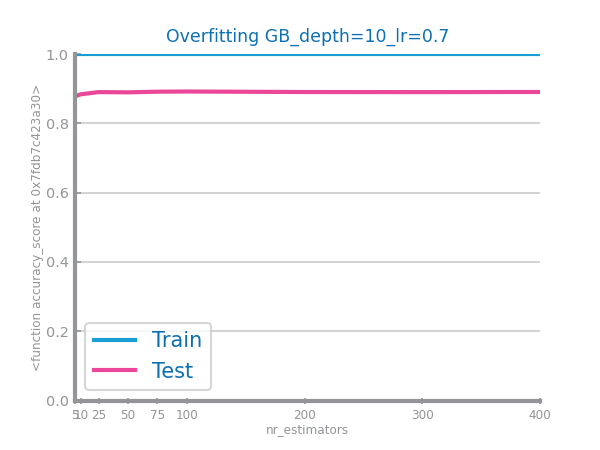 Overfitting GB_depth=10_lr=0.7
<function accuracy_score at 0x7fdb7c423a30>
1.0
0.8
0.6
0.4
0.2
0.0
Train
Test
5 10 25 50 75 100 200 300 400
nr_estimators